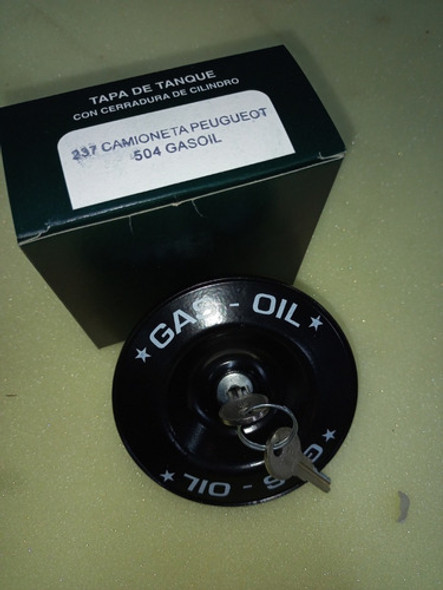 TAPA DE TANQUE
CON CERRADURA DE CILINDRO
237 CAMIONETA PEUGUEOT
504 GASOIL
★ GAS - OIL ★
★ GAS - OIL ★